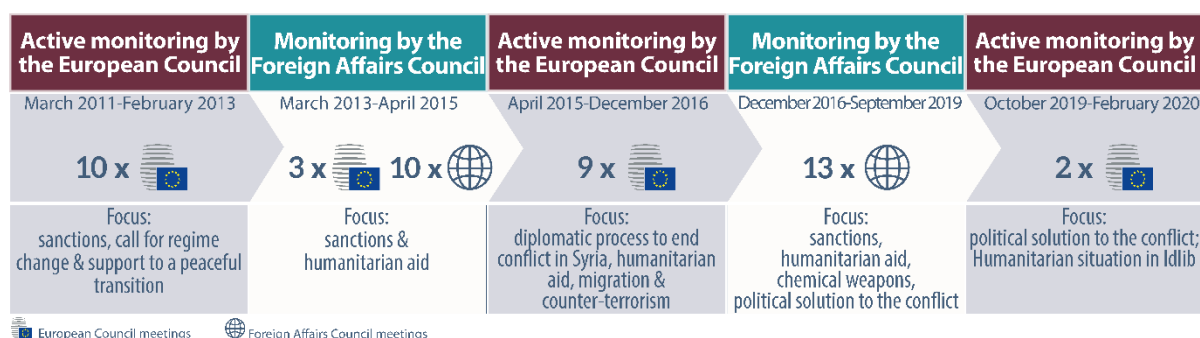 Active monitoring by
the European Council
March 2011-February 2013
10 x
Focus:
sanctions, call for regime
change & support to a peaceful
transition
Monitoring by the
Foreign Affairs Council
March 2013-April 2015
3 x 10 x
Focus:
sanctions &
humanitarian aid
Active monitoring by
the European Council
April 2015-December 2016
9 x
Focus:
diplomatic process to end
conflict in Syria, humanitarian
aid, migration &
counter-terrorism
Monitoring by the
Foreign Affairs Council
December 2016-September 2019
13 x
Focus:
sanctions,
humanitarian aid,
chemical weapons,
political solution to the conflict
Active monitoring by
the European Council
October 2019-February 2020
2 x
Focus:
political solution to the conflict;
Humanitarian situation in Idlib
European Council meetings
Foreign Affairs Council meetings